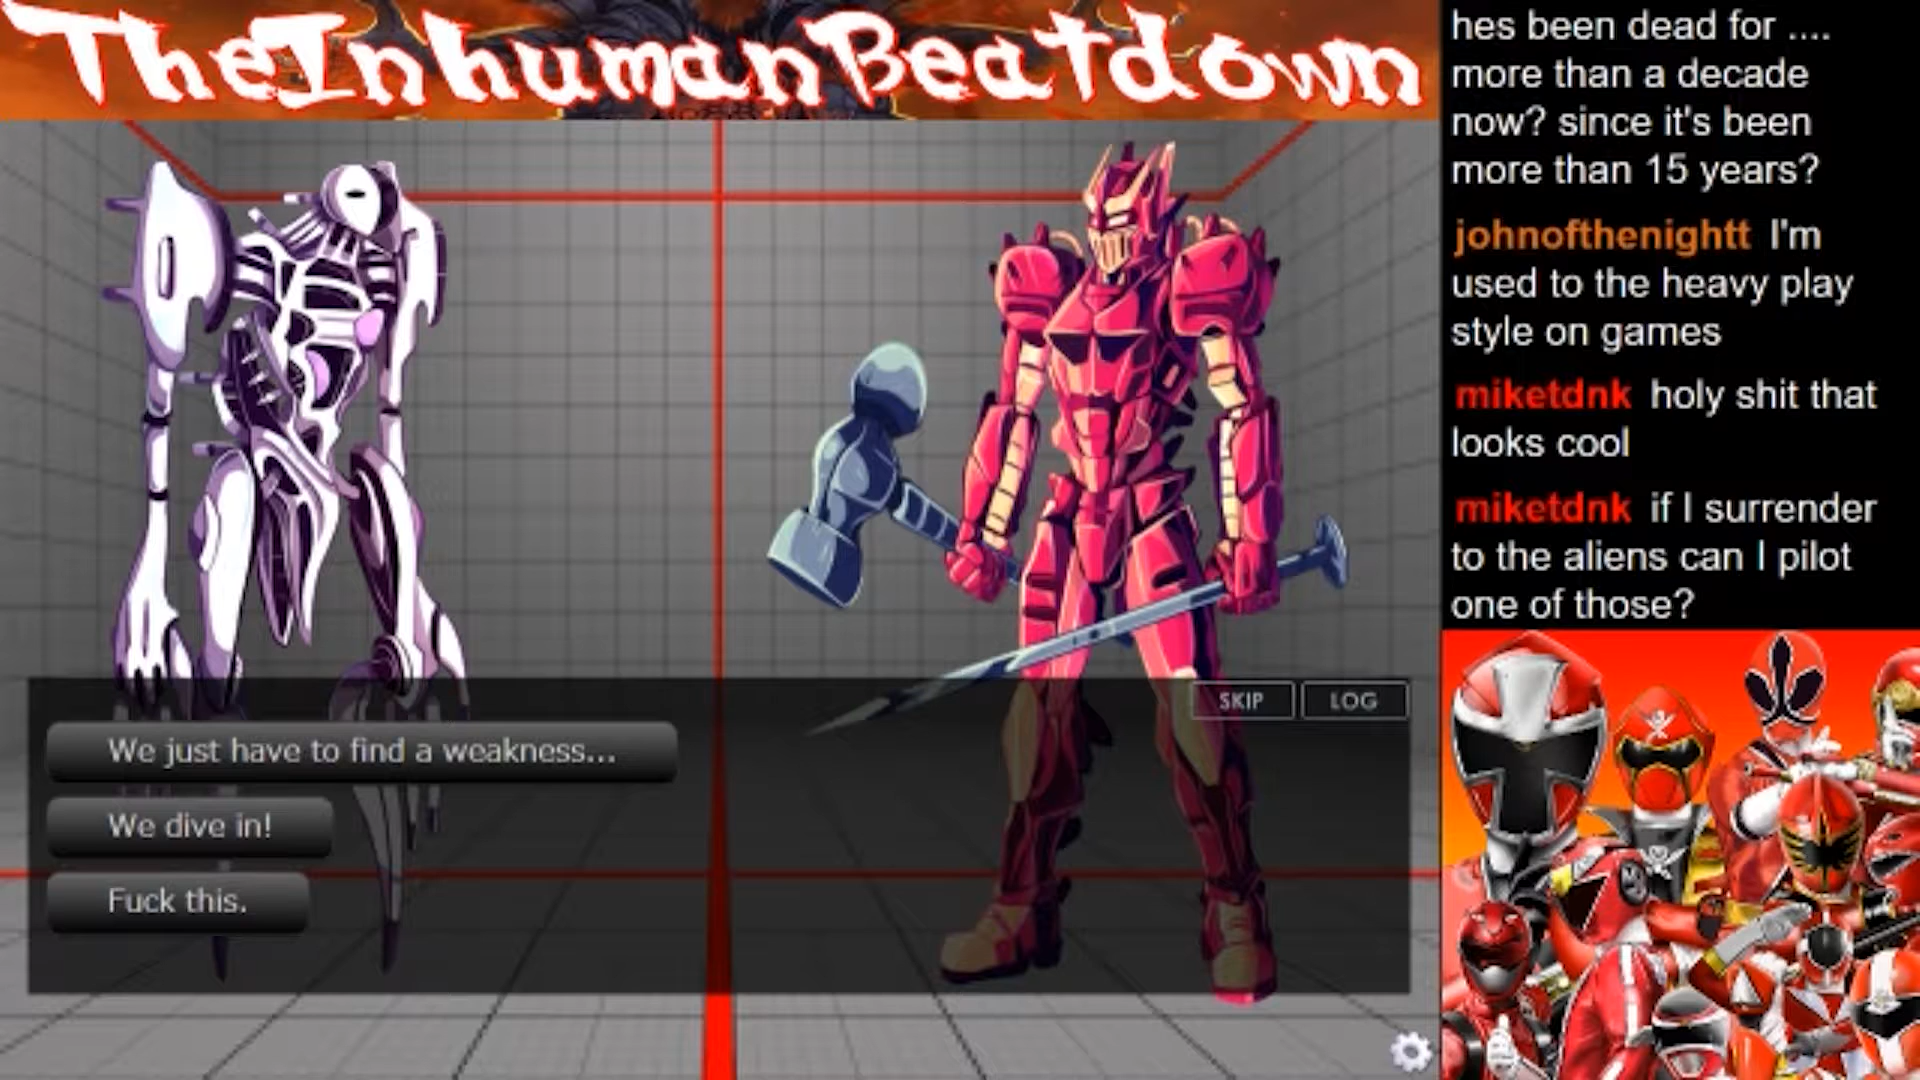 TheInhumanBeatdown
hes been dead for ....
more than a decade
now? since it's been
more than 15 years?
johnofthenightt I'm
used to the heavy play
style on games
miketdnk holy shit that
looks cool
miketdnk if I surrender
to the aliens can I pilot
one of those?
SKIP LOG
We just have to find a weakness...
We dive in!
Fuck this.